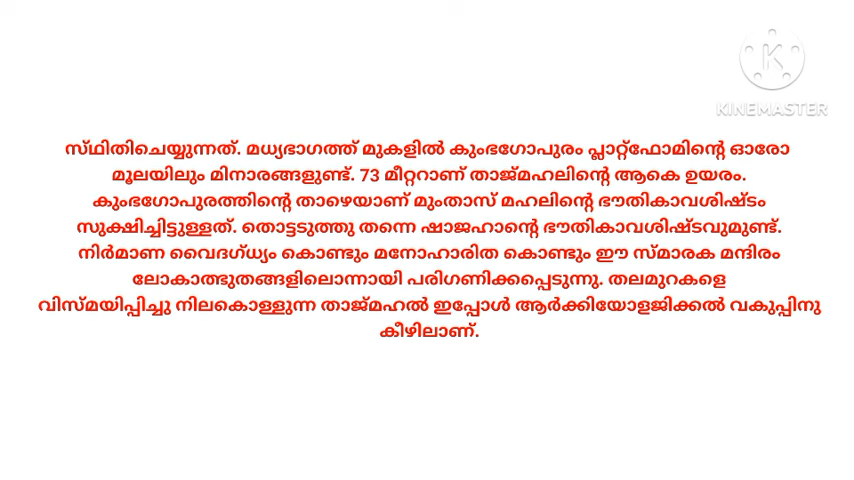 KINEMASTER
സ്ഥിതിചെയ്യുന്നത്. മധ്യഭാഗത്ത് മുകളിൽ കുംഭഗോപുരം പ്ലാറ്റ്ഫോമിന്റെ ഓരോ
മൂലയിലും മിനാരങ്ങളുണ്ട്. 73 മീറ്ററാണ് താജ്മഹലിന്റെ ആകെ ഉയരം.
കുംഭഗോപുരത്തിന്റെ താഴെയാണ് മുംതാസ് മഹലിന്റെ ഭൗതികാവശിഷ്ടം
സുക്ഷിച്ചിട്ടുള്ളത്. തൊട്ടടുത്തു തന്നെ ഷാജഹാന്റെ ഭൗതികാവശിഷ്ടവുമുണ്ട്.
നിർമാണ വൈദഗ്ധ്യം കൊണ്ടും മനോഹാരിത കൊണ്ടും ഈ സ്മാരക മന്ദിരം
ലോകാത്ഭുതങ്ങളിലൊന്നായി പരിഗണിക്കപ്പെടുന്നു. തലമുറകളെ
വിസ്മയിപ്പിച്ചു നിലകൊള്ളുന്ന താജ്മഹൽ ഇപ്പോൾ ആർക്കിയോളജിക്കൽ വകുപ്പിനു
കീഴിലാണ്.